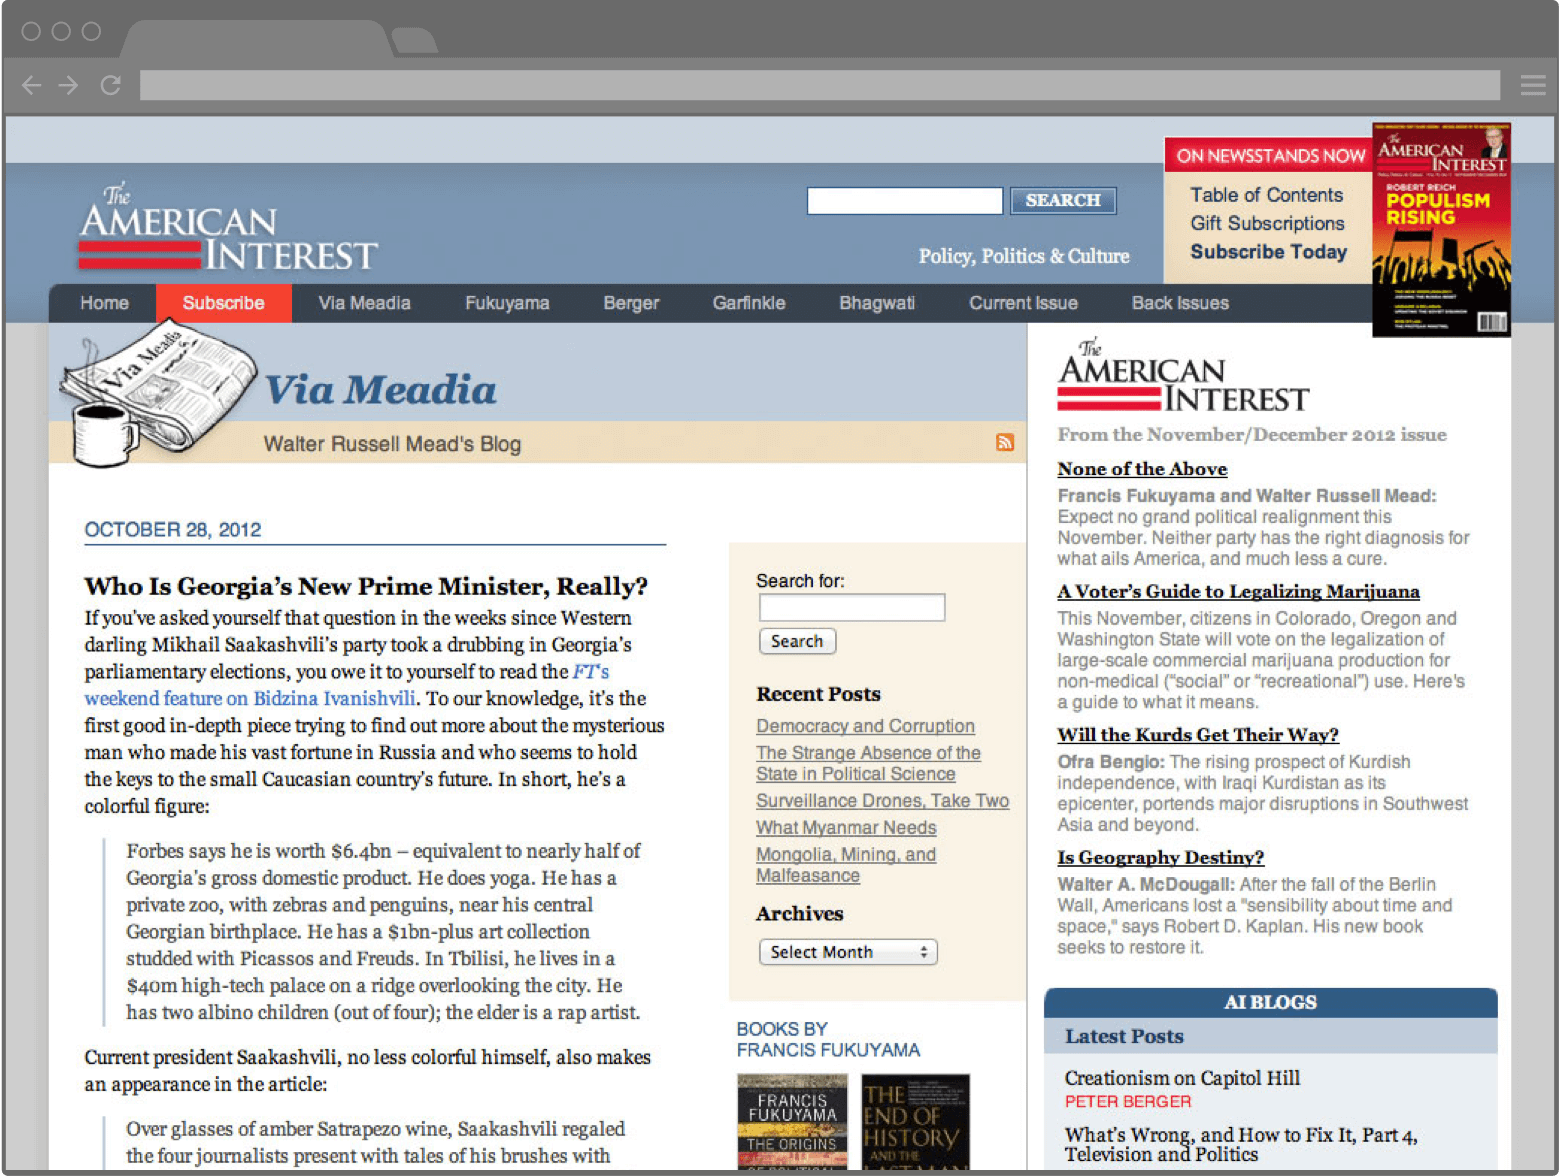 The
AMERICAN
INTEREST
SEARCH
Policy, Politics & Culture
ON NEWSSTANDS NOW
Table of Contents
Gift Subscriptions
Subscribe Today
The
AMERICAN
INTEREST
ROBERT REICH
POPULISM
RISING
Home Subscribe Via Meadia Fukuyama Berger Garfinkle Bhagwati Current Issue Back Issues
Via Meadia
Via Meadia
Walter Russell Mead's Blog
OCTOBER 28, 2012
Who Is Georgia’s New Prime Minister, Really?
If you’ve asked yourself that question in the weeks since Western
darling Mikhail Saakashvili’s party took a drubbing in Georgia’s
parliamentary elections, you owe it to yourself to read the FT‘s
weekend feature on Bidzina Ivanishvili. To our knowledge, it’s the
first good in-depth piece trying to find out more about the mysterious
man who made his vast fortune in Russia and who seems to hold
the keys to the small Caucasian country’s future. In short, he’s a
colorful figure:
Forbes says he is worth $6.4bn – equivalent to nearly half of
Georgia’s gross domestic product. He does yoga. He has a
private zoo, with zebras and penguins, near his central
Georgian birthplace. He has a $1bn-plus art collection
studded with Picassos and Freuds. In Tbilisi, he lives in a
$40m high-tech palace on a ridge overlooking the city. He
has two albino children (out of four); the elder is a rap artist.
Current president Saakashvili, no less colorful himself, also makes
an appearance in the article:
Over glasses of amber Satrapezo wine, Saakashvili regaled
the four journalists present with tales of his brushes with
Search for:
Search
Recent Posts
Democracy and Corruption
The Strange Absence of the
State in Political Science
Surveillance Drones, Take Two
What Myanmar Needs
Mongolia, Mining, and
Malfeasance
Archives
Select Month
BOOKS BY
FRANCIS FUKUYAMA
FRANCIS
FUKUYAMA
THE ORIGINS
THE
END OF
HISTORY
AND THE
LAST MAN
The
AMERICAN
INTEREST
From the November/December 2012 issue
None of the Above
Francis Fukuyama and Walter Russell Mead:
Expect no grand political realignment this
November. Neither party has the right diagnosis for
what ails America, and much less a cure.
A Voter’s Guide to Legalizing Marijuana
This November, citizens in Colorado, Oregon and
Washington State will vote on the legalization of
large-scale commercial marijuana production for
non-medical (“social” or “recreational”) use. Here’s
a guide to what it means.
Will the Kurds Get Their Way?
Ofra Bengio: The rising prospect of Kurdish
independence, with Iraqi Kurdistan as its
epicenter, portends major disruptions in Southwest
Asia and beyond.
Is Geography Destiny?
Walter A. McDougall: After the fall of the Berlin
Wall, Americans lost a "sensibility about time and
space," says Robert D. Kaplan. His new book
seeks to restore it.
AI BLOGS
Latest Posts
Creationism on Capitol Hill
PETER BERGER
What’s Wrong, and How to Fix It, Part 4,
Television and Politics